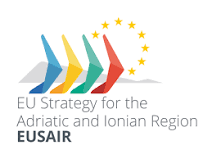 EU Strategy for the
Adriatic and Ionian Region
EUSAIR